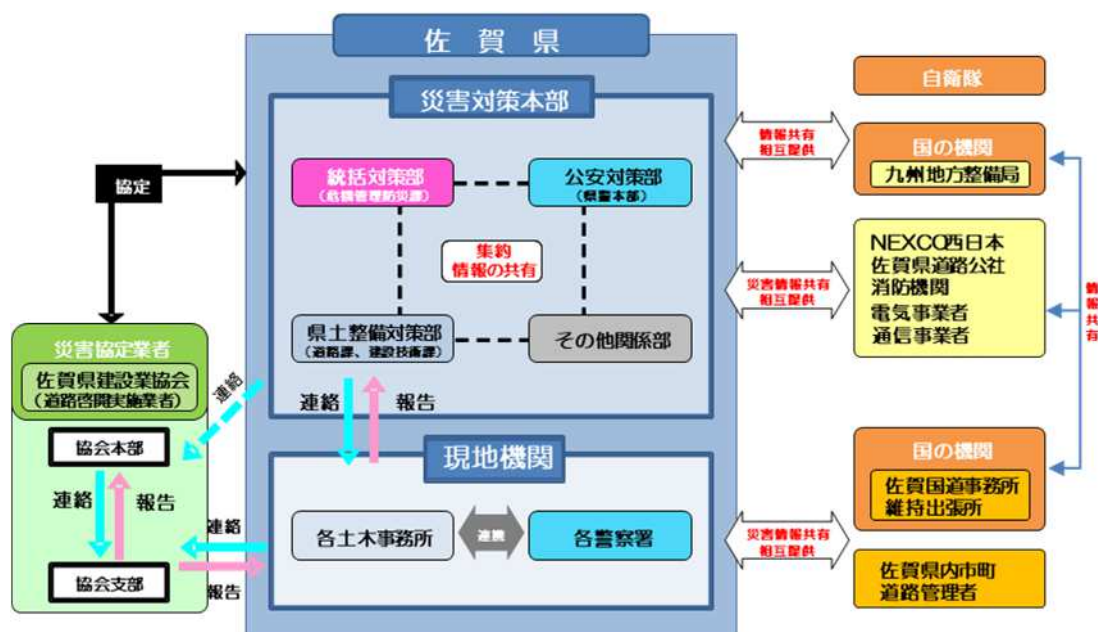 佐 賀 県
災害対策本部
統括対策部
(危機管理防災課)
公安対策部
(県警本部)
集約
情報の共有
県土整備対策部
(道路課、建設技術課)
その他関係部
連絡
報告
現地機関
各土木事務所
連携
各警察署
協定
災害協定業者
佐賀県建設業協会
(道路啓開実施業者)
連絡
協会本部
連絡
報告
協会支部
連絡
報告
情報共有
相互提供
災害情報共有
相互提供
災害情報共有
相互提供
自衛隊
国の機関
九州地方整備局
NEXCO西日本
佐賀県道路公社
消防機関
電気事業者
通信事業者
情報共有
国の機関
佐賀国道事務所
維持出張所
佐賀県内市町
道路管理者